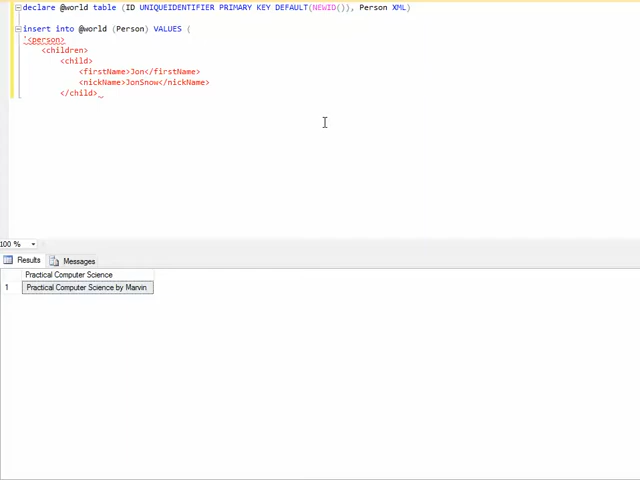 declare @world table (ID UNIQUEIDENTIFIER PRIMARY KEY DEFAULT(NEWID()), Person XML)
insert into @world (Person) VALUES (
'<person>
<children>
<child>
<firstName>Jon</firstName>
<nickName>JonSnow</nickName>
</child>
100 %
Results Messages
Practical Computer Science
1 Practical Computer Science by Marvin